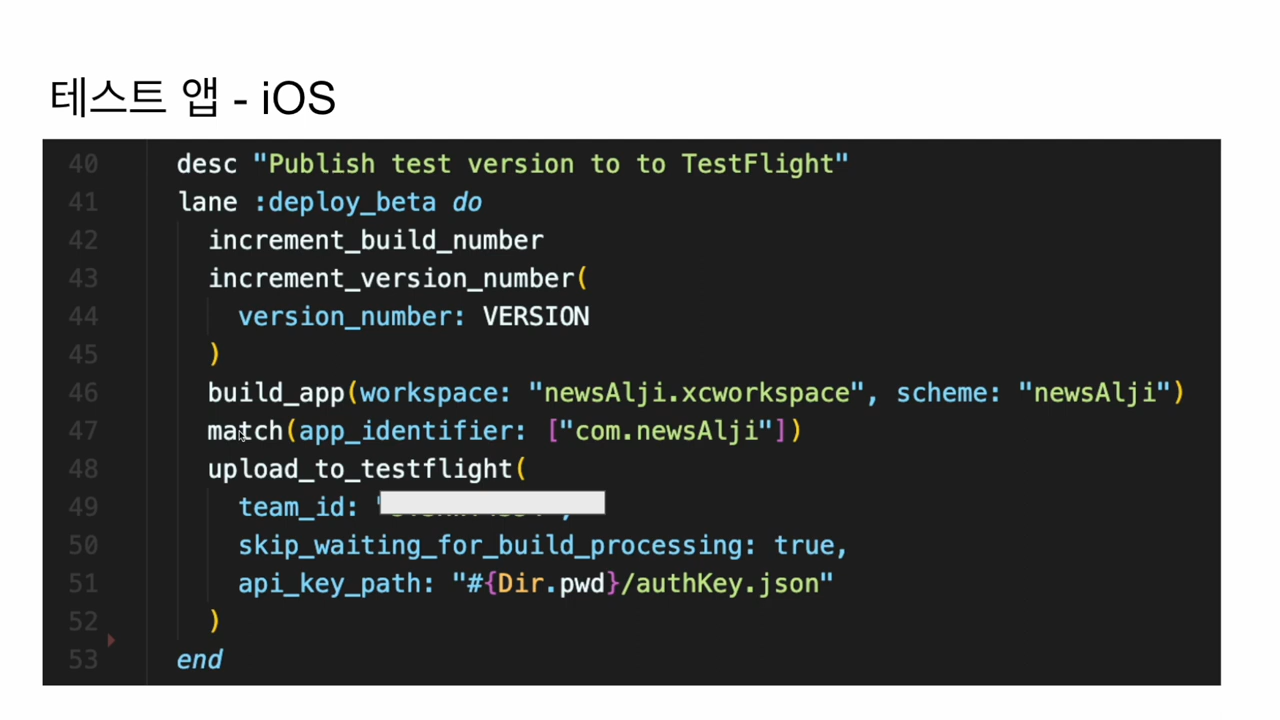 테스트 앱 - iOS
40 desc "Publish test version to to TestFlight"
41 lane :deploy_beta do
42 increment_build_number
43 increment_version_number(
44 version_number: VERSION
45 )
46 build_app(workspace: "newsAlji.xcworkspace", scheme: "newsAlji")
47 match(app_identifier: ["com.newsAlji"])
48 upload_to_testflight(
49 team_id:
50 skip_waiting_for_build_processing: true,
51 api_key_path: "#{Dir.pwd}/authKey.json"
52 )
53 end